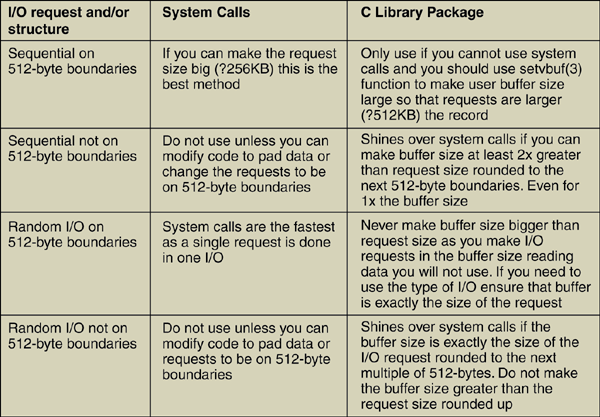 I/O request and/or
structure
System Calls
C Library Package
Sequential on
512-byte boundaries
If you can make the request
size big (?256KB) this is the
best method
Only use if you cannot use system
calls and you should use setvbuf(3)
function to make user buffer size
large so that requests are larger
(?512KB) the record
Sequential not on
512-byte boundaries
Do not use unless you can
modify code to pad data or
change the requests to be
on 512-byte boundaries
Shines over system calls if you can
make buffer size at least 2x greater
than request size rounded to the
next 512-byte boundaries. Even for
1x the buffer size
Random I/O on
512-byte boundaries
System calls are the fastest
as a single request is done
in one I/O
Never make buffer size bigger than
request size as you make I/O
requests in the buffer size reading
data you will not use. If you need to
use the type of I/O ensure that buffer
is exactly the size of the request
Random I/O not on
512-byte boundaries
Do not use unless you can
modify code to pad data or
requests to be on 512-byte
boundaries
Shines over system calls if the
buffer size is exactly the size of the
I/O request rounded to the next
multiple of 512-bytes. Do not make
the buffer size greater than the
request size rounded up